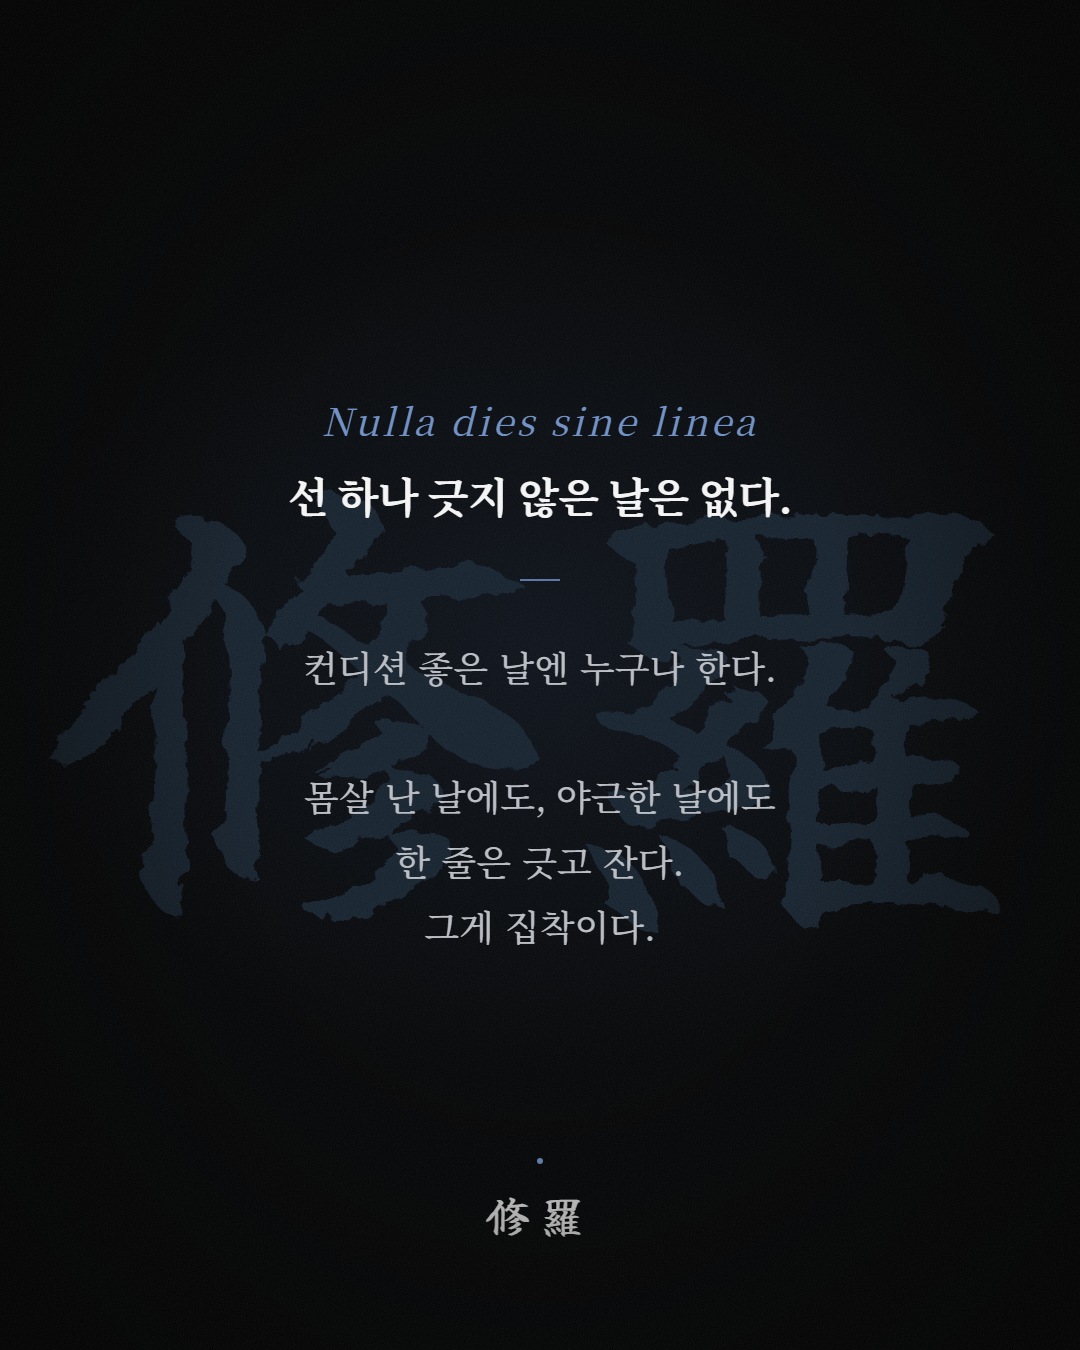 Nulla dies sine linea
선 하나 긋지 않은 날은 없다.
修羅
컨디션 좋은 날엔 누구나 한다.
몸살 난 날에도, 야근한 날에도
한 줄은 긋고 잔다.
그게 집착이다.
修羅